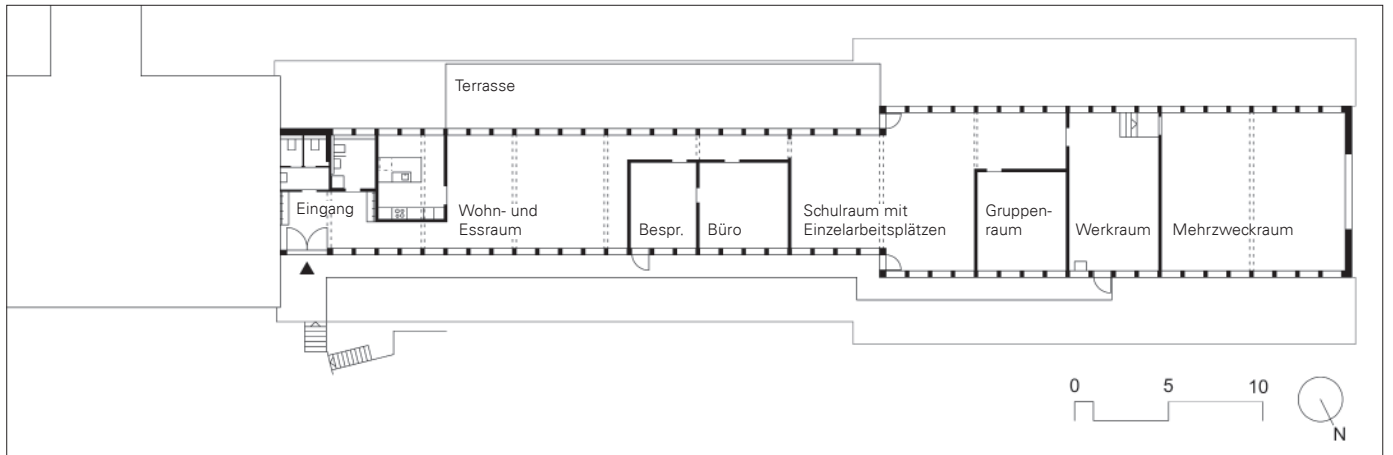 Terrasse
Eingang
Wohn- und
Essraum
Bespr.
Büro
Schulraum mit
Einzelarbeitsplätzen
Gruppen-
raum
Werkraum
Mehrzweckraum
0 5 10
N